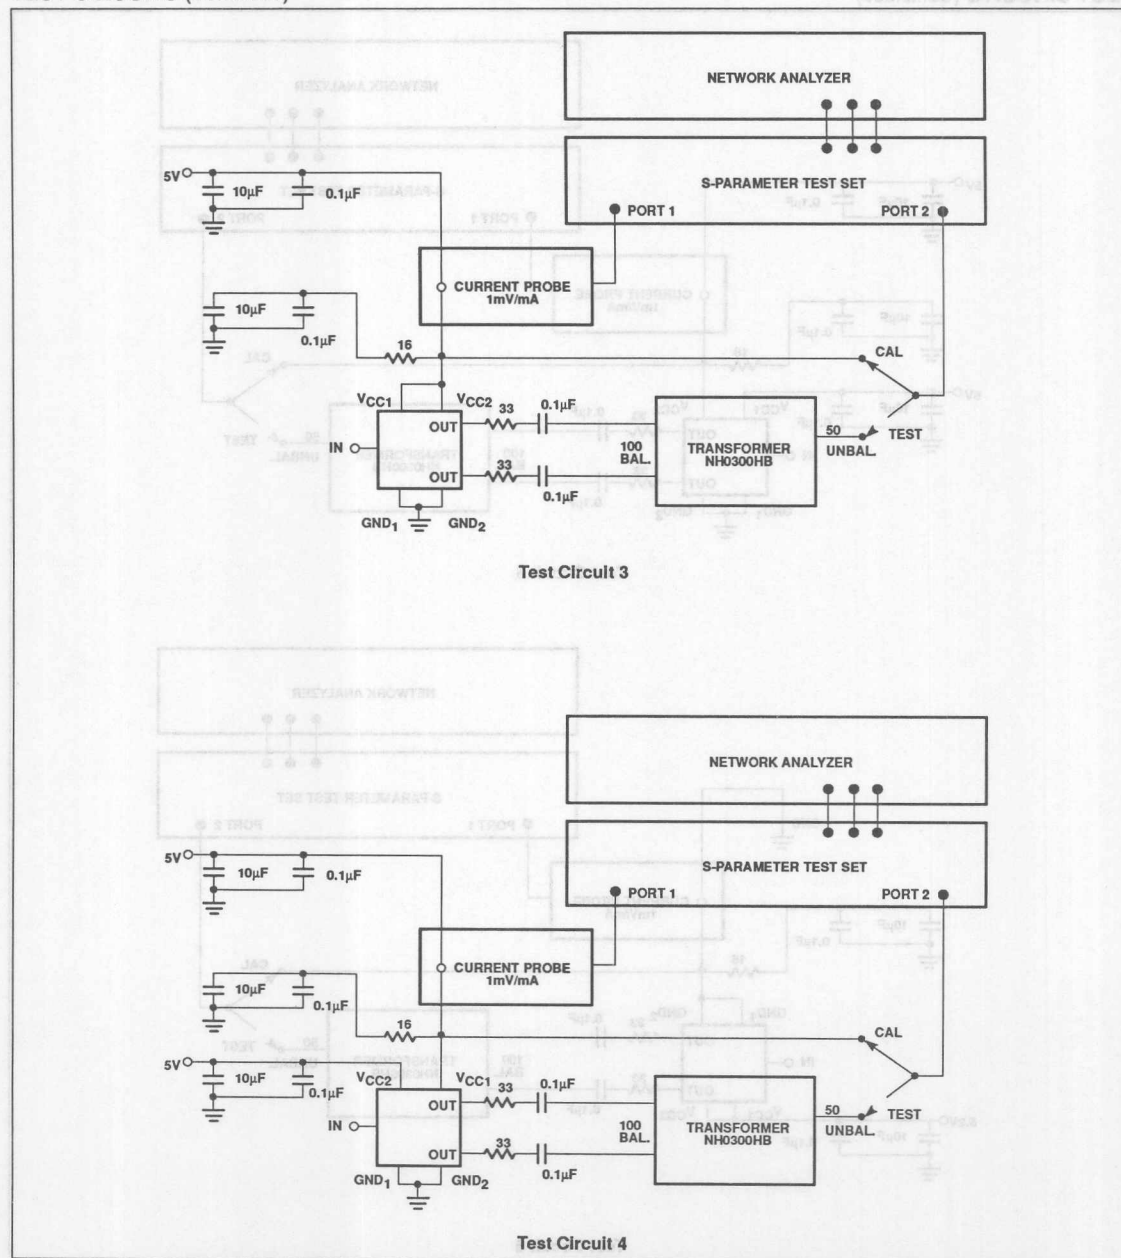 NETWORK ANALYZER
S-PARAMETER TEST SET
PORT 1
PORT 2
5V
10μF
0.1μF
CURRENT PROBE
1mV/mA
10μF
0.1μF
16
CAL
VCC1
VCC2
33
0.1μF
OUT
IN
OUT
33
0.1μF
100
BAL.
TRANSFORMER
NH0300HB
50
UNBAL.
TEST
GND1
GND2
Test Circuit 3
NETWORK ANALYZER
S-PARAMETER TEST SET
PORT 1
PORT 2
5V
10μF
0.1μF
CURRENT PROBE
1mV/mA
10μF
0.1μF
16
CAL
5V
10μF
0.1μF
VCC2
VCC1
33
0.1μF
OUT
IN
OUT
33
0.1μF
100
BAL.
TRANSFORMER
NH0300HB
50
UNBAL.
TEST
GND1
GND2
Test Circuit 4